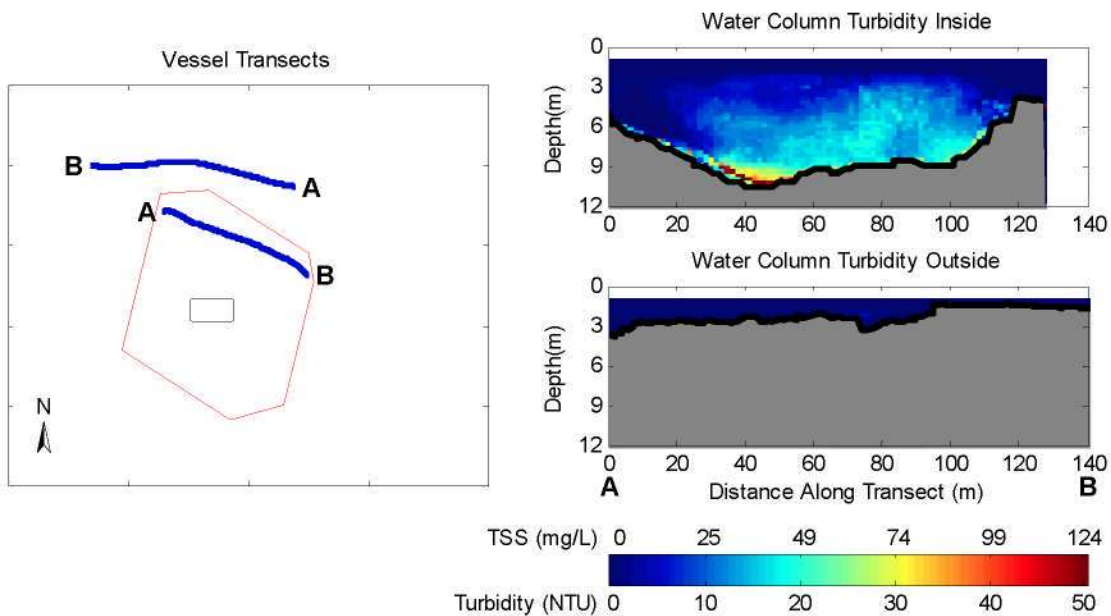 Vessel Transects
B
A
A
B
N
Water Column Turbidity Inside
0
3
6
9
12
Depth(m)
0 20 40 60 80 100 120 140
Water Column Turbidity Outside
0
3
6
9
12
Depth(m)
0 20 40 60 80 100 120 140
A Distance Along Transect (m) B
TSS (mg/L) 0 25 49 74 99 124
Turbidity (NTU) 0 10 20 30 40 50